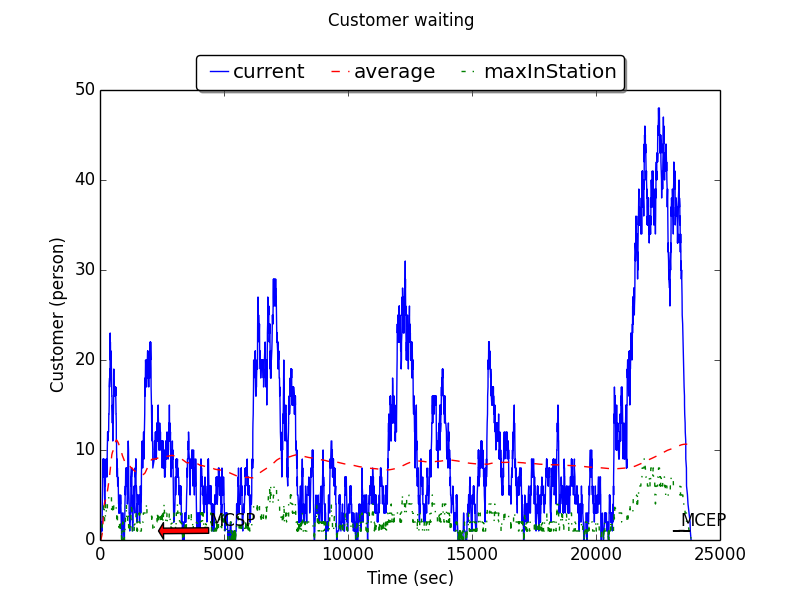 Customer waiting
current average maxInStation
50
40
30
20
10
0
Customer (person)
MCSP
MCEP
0 5000 10000 15000 20000 25000
Time (sec)